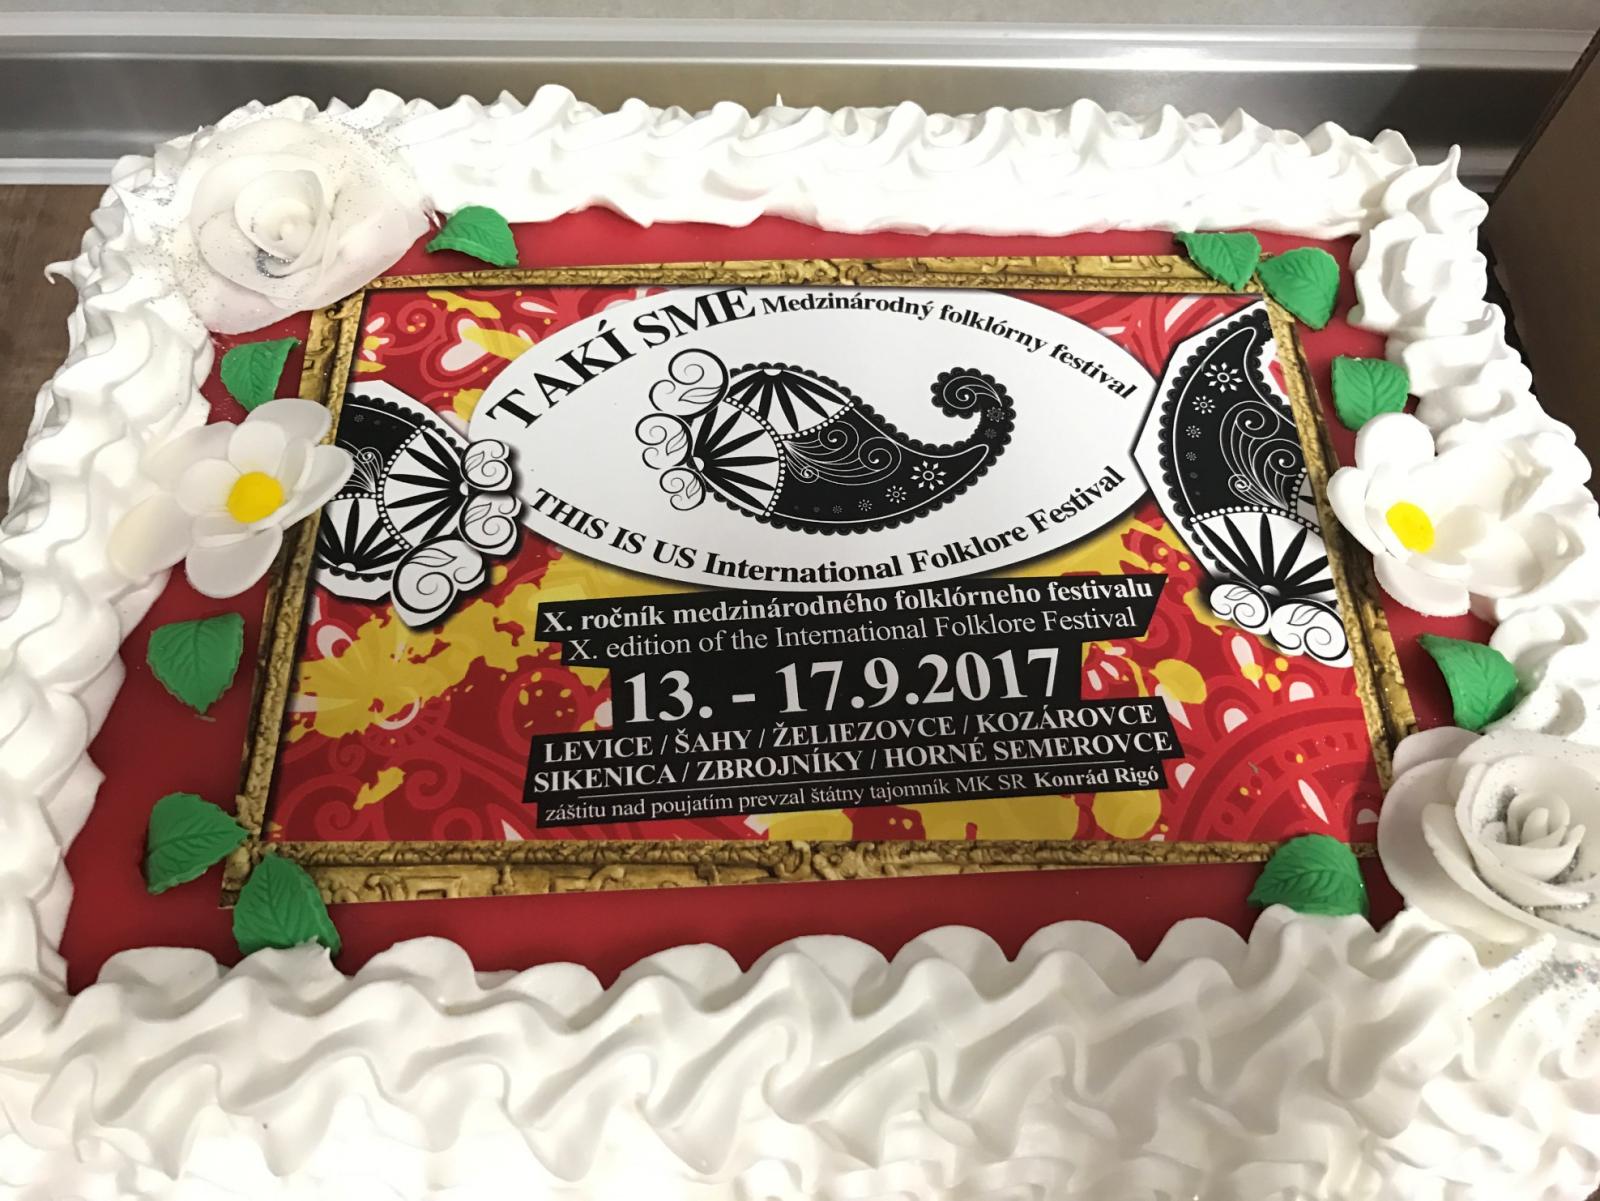 TAKÍ SME Medzinárodný folklórny festival
THIS IS US International Folklore Festival
X. ročník medzinárodného folklórneho festivalu
X. edition of the International Folklore Festival
13. - 17.9.2017
LEVICE / ŠAHY / ŽELIEZOVCE / KOZÁROVCE
SIKENICA / ZBROJNÍKY / HORNÉ SEMEROVCE
záštitu nad poujatím prevzal štátny tajomník MK SR Konrád Rigó